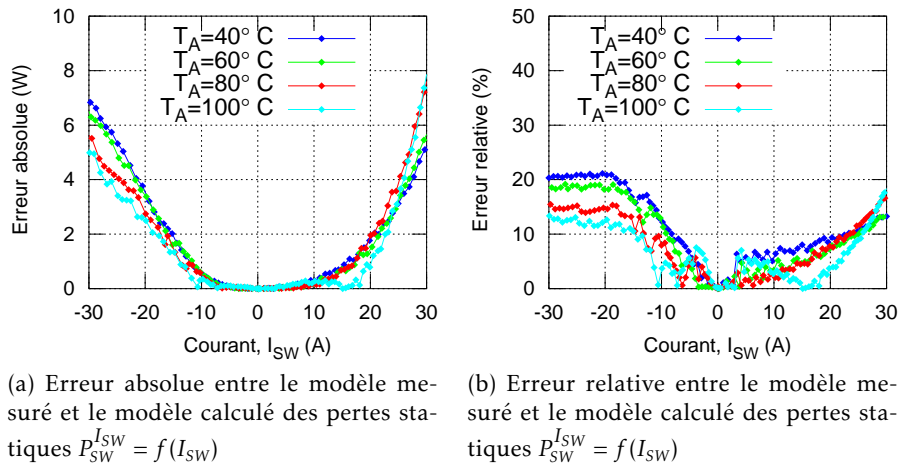 T_A=40° C
T_A=60° C
T_A=80° C
T_A=100° C
Erreur absolue (W)
10
8
6
4
2
0
-30 -20 -10 0 10 20 30
Courant, I_SW (A)
T_A=40° C
T_A=60° C
T_A=80° C
T_A=100° C
Erreur relative (%)
50
40
30
20
10
0
-30 -20 -10 0 10 20 30
Courant, I_SW (A)
(a) Erreur absolue entre le modèle me-
suré et le modèle calculé des pertes sta-
tiques P_SW^I_SW = f(I_SW)
(b) Erreur relative entre le modèle me-
suré et le modèle calculé des pertes sta-
tiques P_SW^I_SW = f(I_SW)